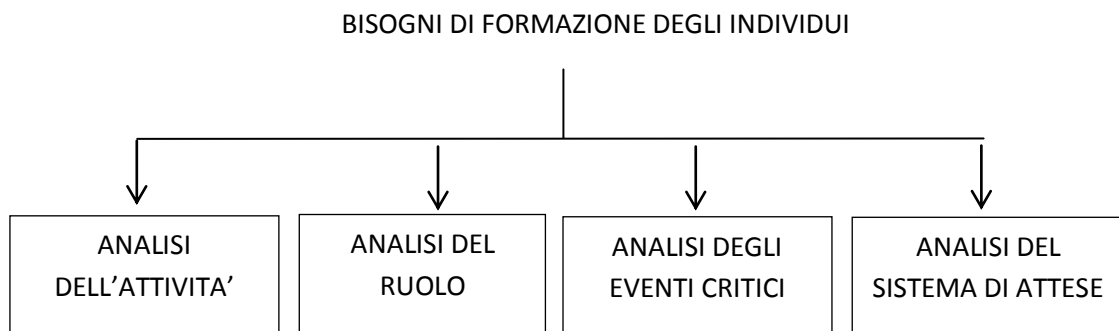 BISOGNI DI FORMAZIONE DEGLI INDIVIDUI
ANALISI
DELL’ATTIVITA’
ANALISI DEL
RUOLO
ANALISI DEGLI
EVENTI CRITICI
ANALISI DEL
SISTEMA DI ATTESE